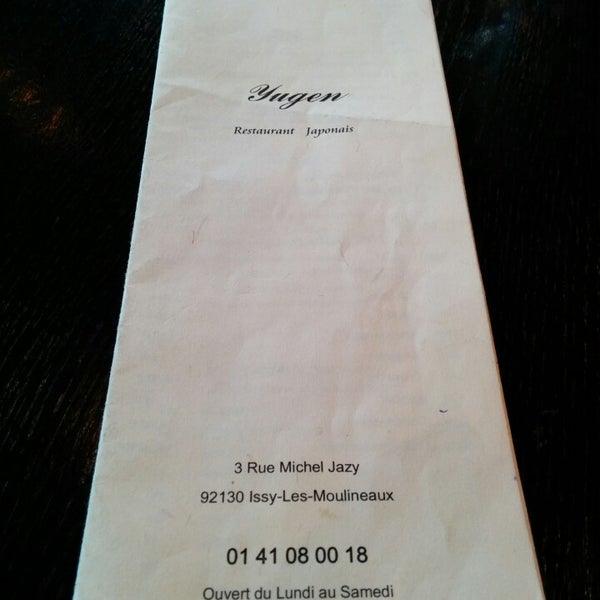 Yugen
Restaurant Japonais
3 Rue Michel Jazy
92130 Issy-Les-Moulineaux
01 41 08 00 18
Ouvert du Lundi au Samedi